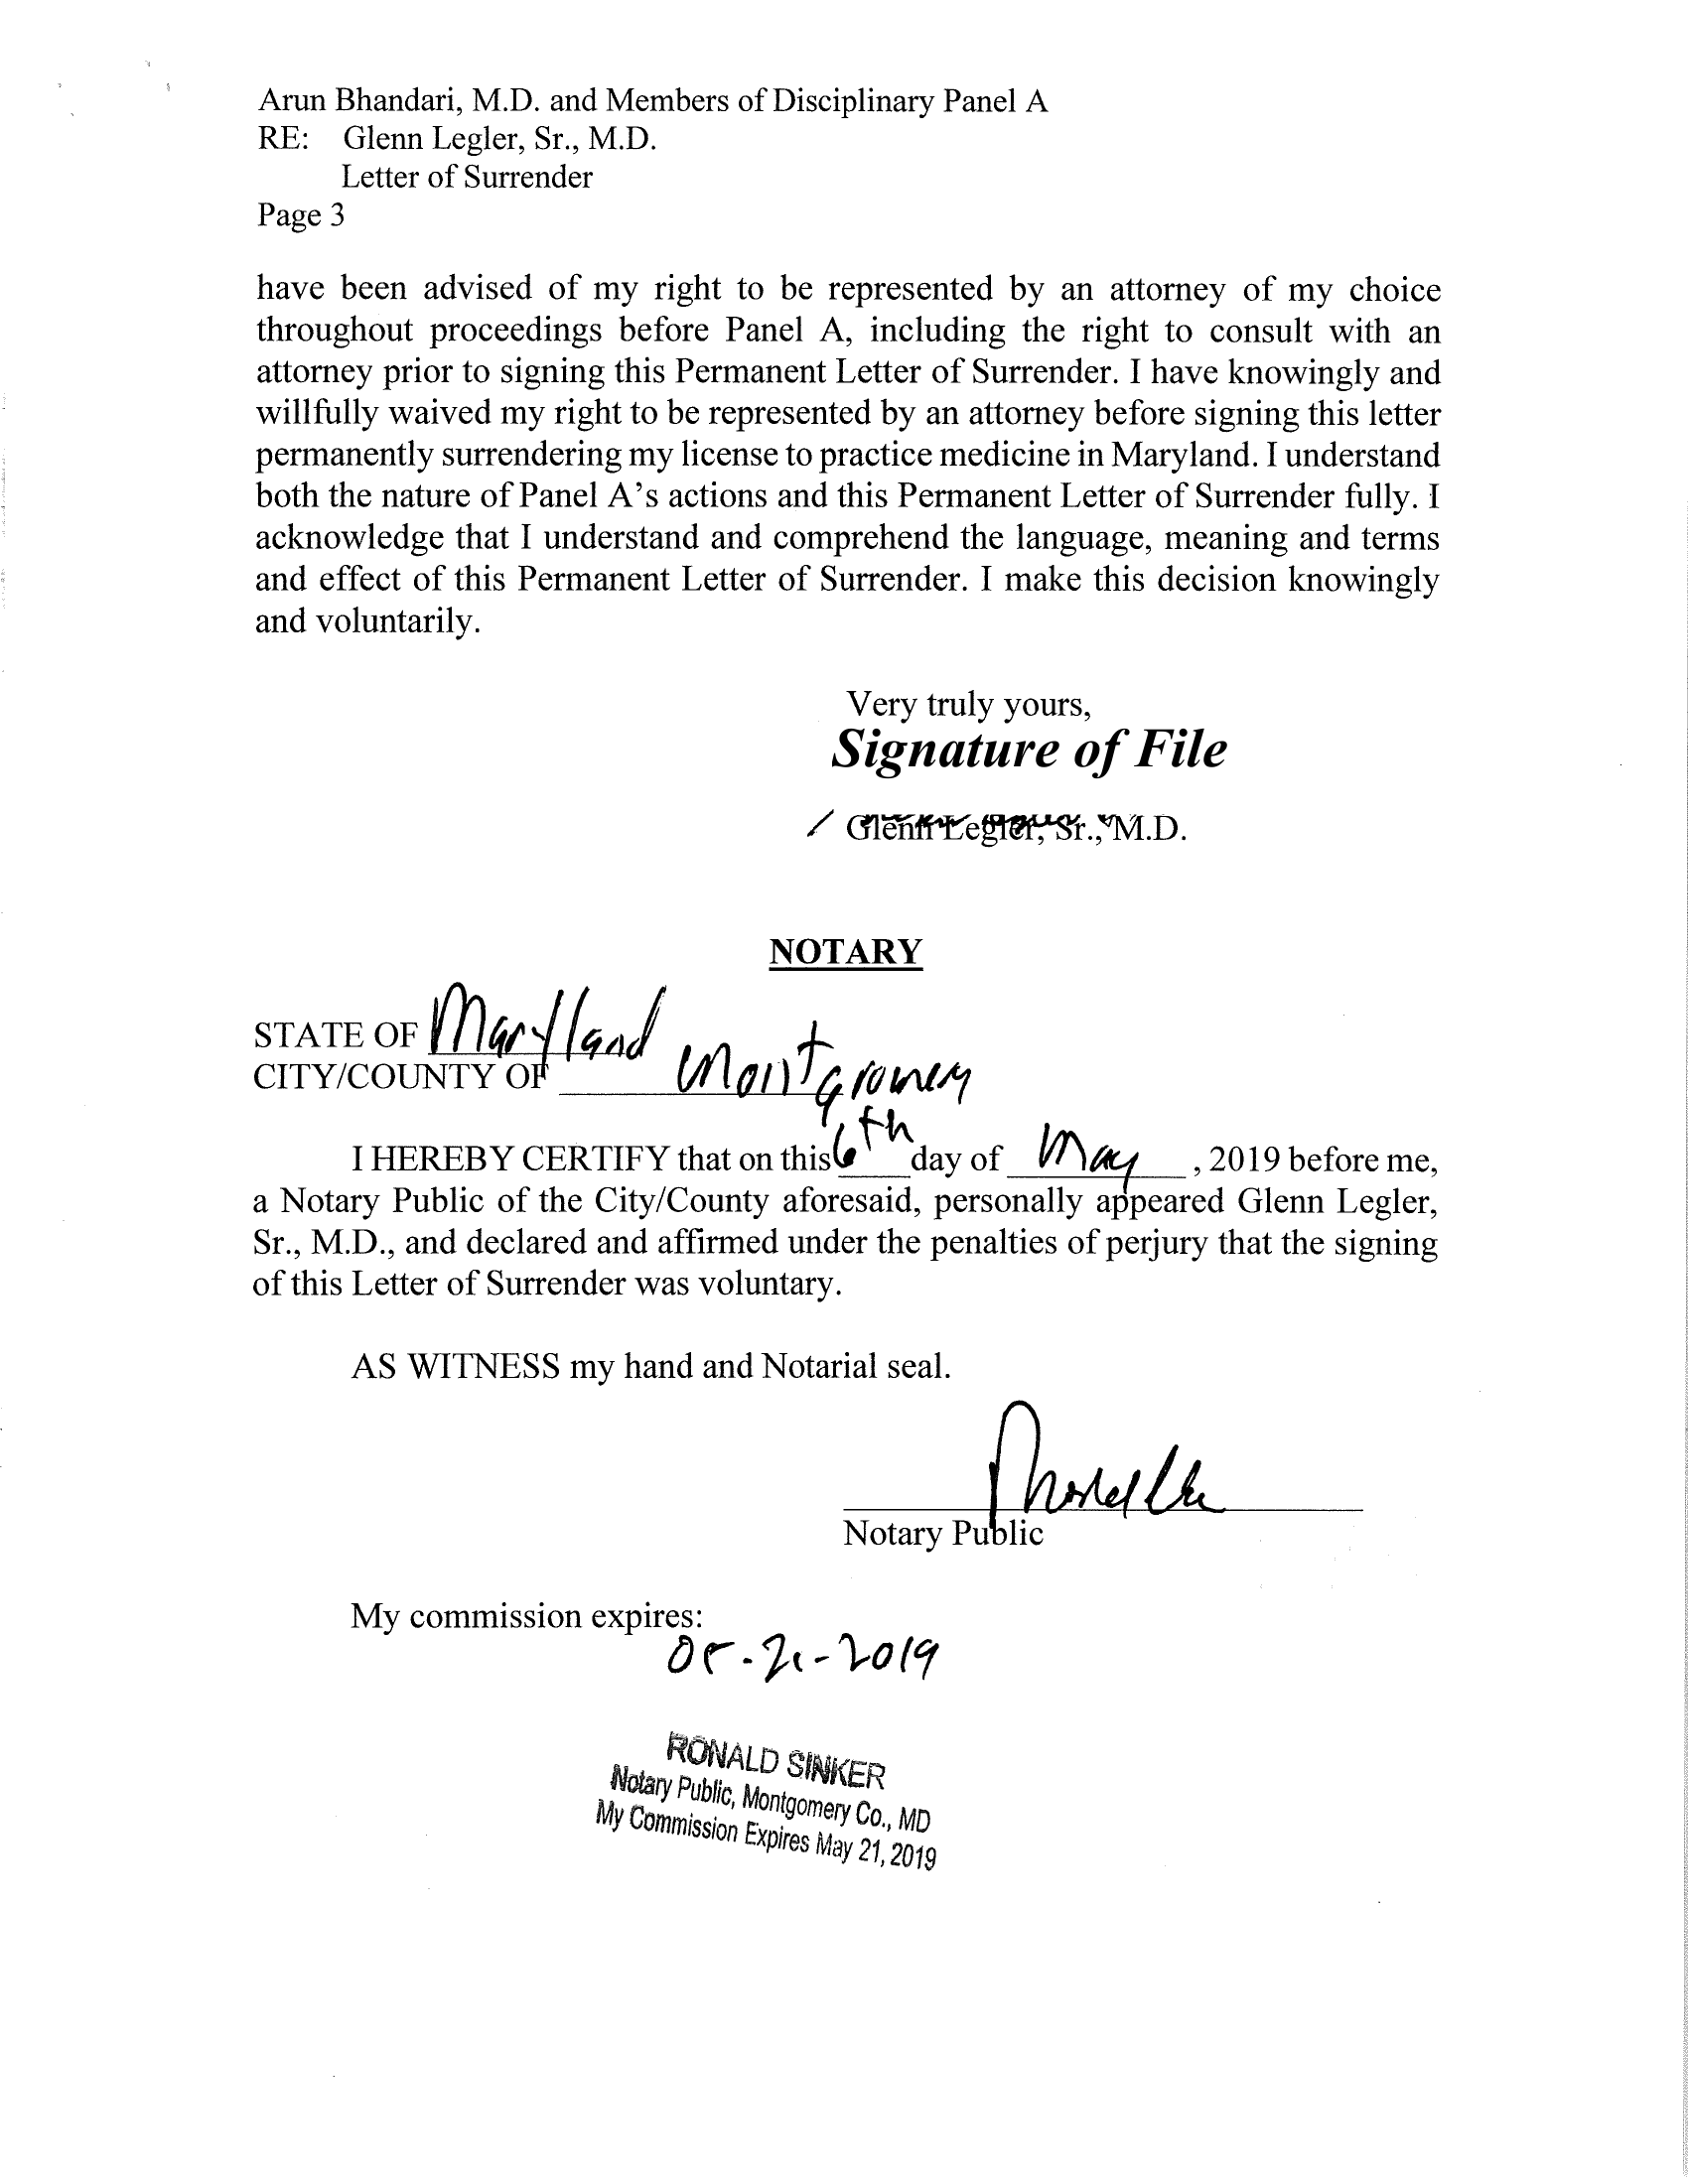 Arun Bhandari, M.D. and Members of Disciplinary Panel A
RE: Glenn Legler, Sr., M.D.
Letter of Surrender
Page 3
have been advised of my right to be represented by an attorney of my choice
throughout proceedings before Panel A, including the right to consult with an
attorney prior to signing this Permanent Letter of Surrender. I have knowingly and
willfully waived my right to be represented by an attorney before signing this letter
permanently surrendering my license to practice medicine in Maryland. I understand
both the nature of Panel A's actions and this Permanent Letter of Surrender fully. I
acknowledge that I understand and comprehend the language, meaning and terms
and effect of this Permanent Letter of Surrender. I make this decision knowingly
and voluntarily.
Very truly yours,
Signature of File
Glenn Legler, Sr., M.D.
NOTARY
STATE OF Maryland
CITY/COUNTY OF Montgomery
I HEREBY CERTIFY that on this 6th day of May, 2019 before me,
a Notary Public of the City/County aforesaid, personally appeared Glenn Legler,
Sr., M.D., and declared and affirmed under the penalties of perjury that the signing
of this Letter of Surrender was voluntary.
AS WITNESS my hand and Notarial seal.
Notary Public
My commission expires:
05-21-2019
RONALD SINKER
Notary Public, Montgomery Co., MD
My Commission Expires May 21, 2019